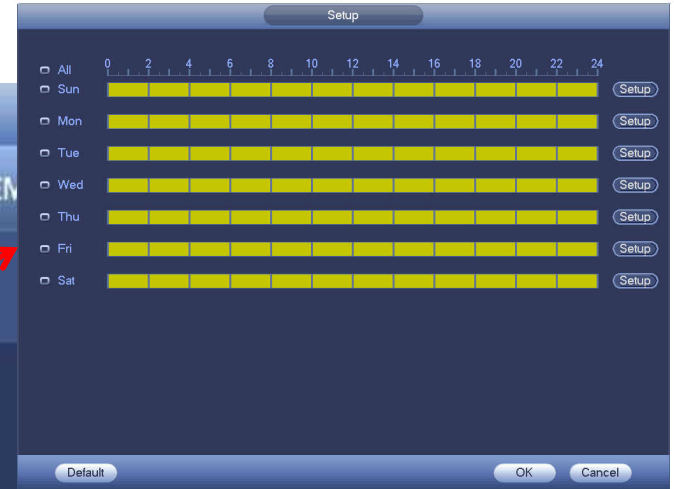 Setup
0 2 4 6 8 10 12 14 16 18 20 22 24
All
Sun Setup
Mon Setup
Tue Setup
Wed Setup
Thu Setup
Fri Setup
Sat Setup
Default OK Cancel